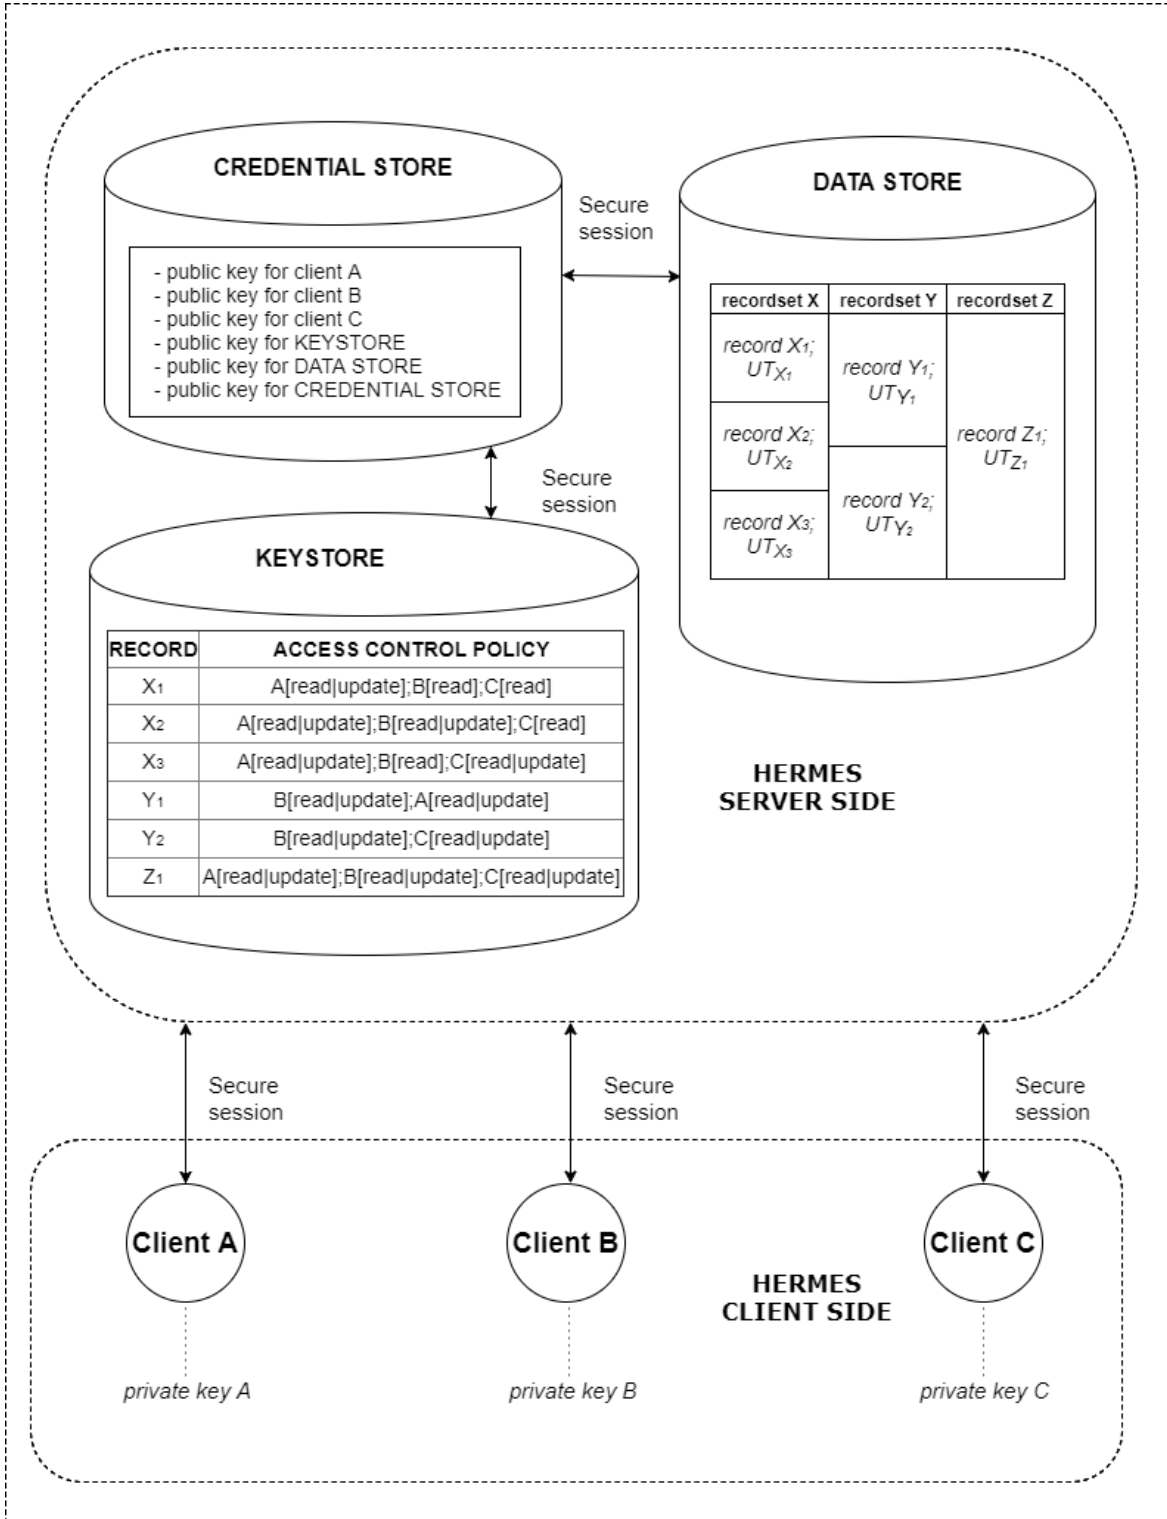 CREDENTIAL STORE
- public key for client A
- public key for client B
- public key for client C
- public key for KEYSTORE
- public key for DATA STORE
- public key for CREDENTIAL STORE
Secure
session
DATA STORE
recordset X recordset Y recordset Z
record X1;
UTX1
record X2;
UTX2
record X3;
UTX3
record Y1;
UTY1
record Y2;
UTY2
record Z1;
UTZ1
Secure
session
KEYSTORE
RECORD ACCESS CONTROL POLICY
X1 A[read|update];B[read];C[read]
X2 A[read|update];B[read|update];C[read]
X3 A[read|update];B[read];C[read|update]
Y1 B[read|update];A[read|update]
Y2 B[read|update];C[read|update]
Z1 A[read|update];B[read|update];C[read|update]
HERMES
SERVER SIDE
Secure
session
Secure
session
Secure
session
Client A
Client B
Client C
HERMES
CLIENT SIDE
private key A
private key B
private key C